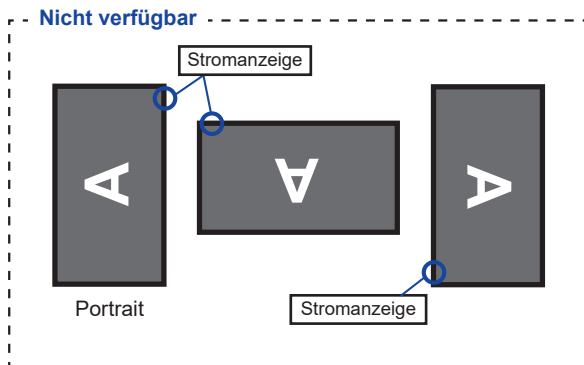 Nicht verfügbar
Stromanzeige
A
A
A
Portrait
Stromanzeige